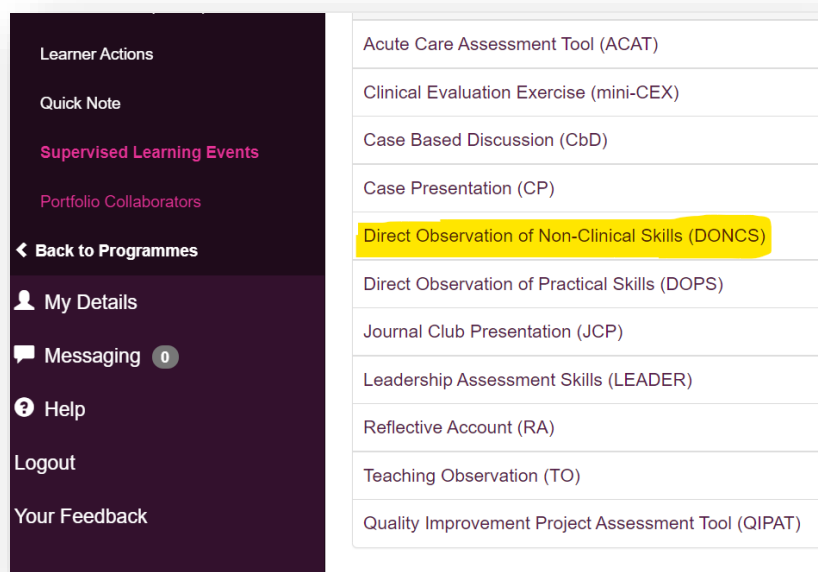 Learner Actions
Quick Note
Supervised Learning Events
Portfolio Collaborators
Back to Programmes
My Details
Messaging 0
Help
Logout
Your Feedback
Acute Care Assessment Tool (ACAT)
Clinical Evaluation Exercise (mini-CEX)
Case Based Discussion (CbD)
Case Presentation (CP)
Direct Observation of Non-Clinical Skills (DONCS)
Direct Observation of Practical Skills (DOPS)
Journal Club Presentation (JCP)
Leadership Assessment Skills (LEADER)
Reflective Account (RA)
Teaching Observation (TO)
Quality Improvement Project Assessment Tool (QIPAT)